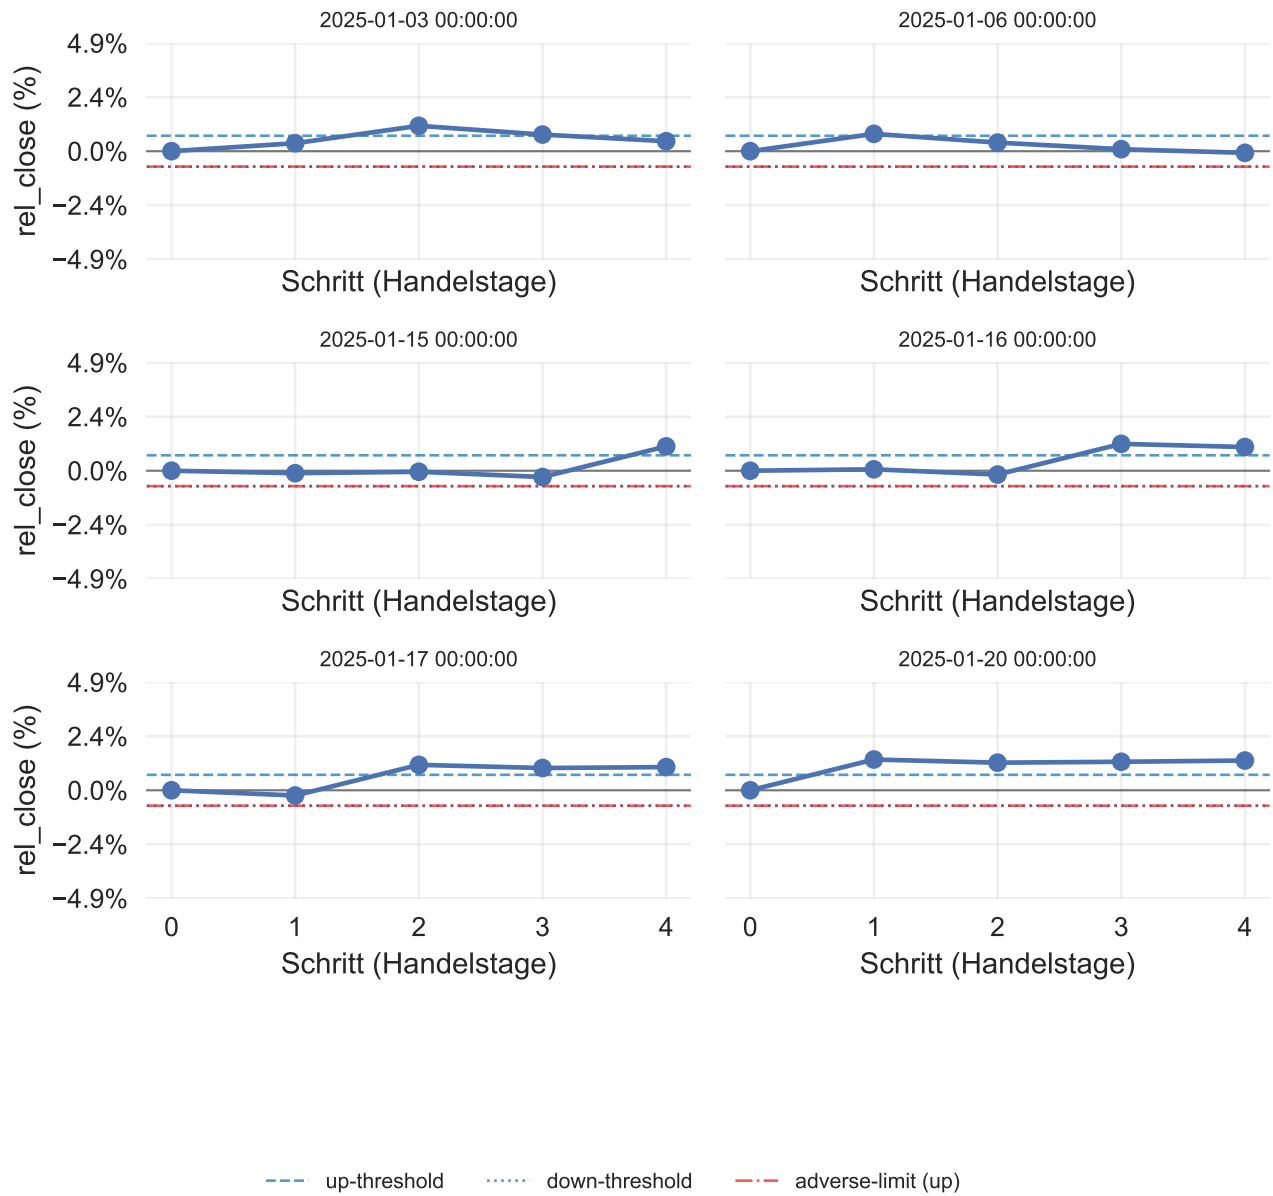 2025-01-03 00:00:00
2025-01-06 00:00:00
rel_close (%)
4.9%
2.4%
0.0%
−2.4%
−4.9%
Schritt (Handelstage)
Schritt (Handelstage)
2025-01-15 00:00:00
2025-01-16 00:00:00
rel_close (%)
4.9%
2.4%
0.0%
−2.4%
−4.9%
Schritt (Handelstage)
Schritt (Handelstage)
2025-01-17 00:00:00
2025-01-20 00:00:00
rel_close (%)
4.9%
2.4%
0.0%
−2.4%
−4.9%
0 1 2 3 4
0 1 2 3 4
Schritt (Handelstage)
Schritt (Handelstage)
up-threshold
down-threshold
adverse-limit (up)